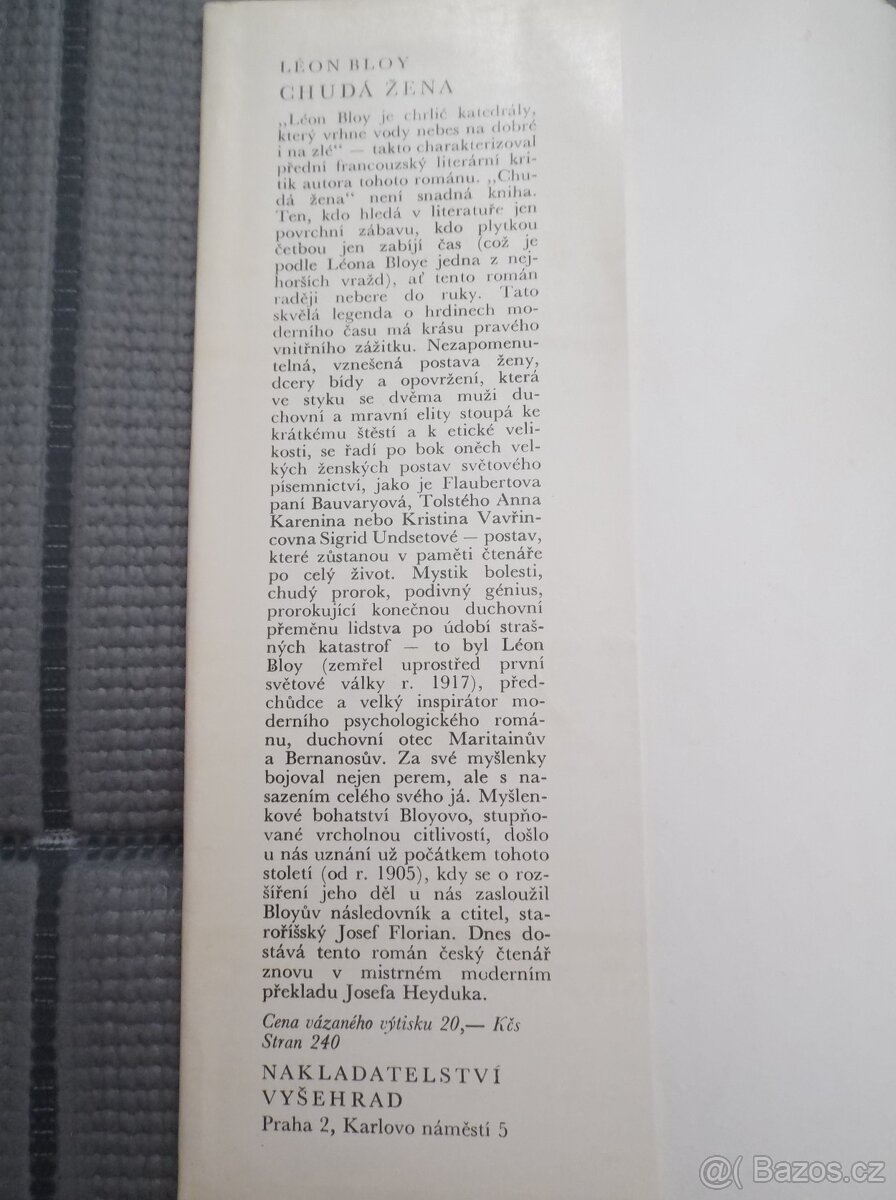 LÉON BLOY
CHUDÁ ŽENA
„Léon Bloy je chrlič katedrály,
který vrhne vody nebes na dobré
i na zlé“ — takto charakterizoval
přední francouzský literární kri-
tik autora tohoto románu. „Chu-
dá žena“ není snadná kniha.
Ten, kdo hledá v literatuře jen
povrchní zábavu, kdo plytkou
četbou jen zabíjí čas (což je
podle Léona Bloye jedna z nej-
horších vražd), ať tento román
raději nebere do ruky. Tato
skvělá legenda o hrdinech mo-
derního času má krásu pravého
vnitřního zážitku. Nezapomenu-
telná, vznešená postava ženy,
dcery bídy a opovržení, která
ve styku se dvěma muži du-
chovní a mravní elity stoupá ke
krátkému štěstí a k etické veli-
kosti, se řadí po bok oněch vel-
kých ženských postav světového
písemnictví, jako je Flaubertova
paní Bauvaryová, Tolstého Anna
Karenina nebo Kristina Vavřin-
covna Sigrid Undsetové — postav,
které zůstanou v paměti čtenáře
po celý život. Mystik bolesti,
chudý prorok, podivný génius,
prorokující konečnou duchovní
přeměnu lidstva po údobí straš-
ných katastrof — to byl Léon
Bloy (zemřel uprostřed první
světové války r. 1917), před-
chůdce a velký inspirátor mo-
derního psychologického romá-
nu, duchovní otec Maritainův
a Bernanosův. Za své myšlenky
bojoval nejen perem, ale s na-
sazením celého svého já. Myšlen-
kové bohatství Bloyovo, stupňo-
vané vrcholnou citlivostí, došlo
u nás uznání už počátkem tohoto
století (od r. 1905), kdy se o roz-
šíření jeho děl u nás zasloužil
Bloyův následovník a ctitel, sta-
roříšský Josef Florian. Dnes do-
stává tento román český čtenář
znovu v mistrném moderním
překladu Josefa Heyduka.
Cena vázaného výtisku 20,— Kčs
Stran 240
NAKLADATELSTVÍ
VYŠEHRAD
Praha 2, Karlovo náměstí 5
@( Bazos.cz